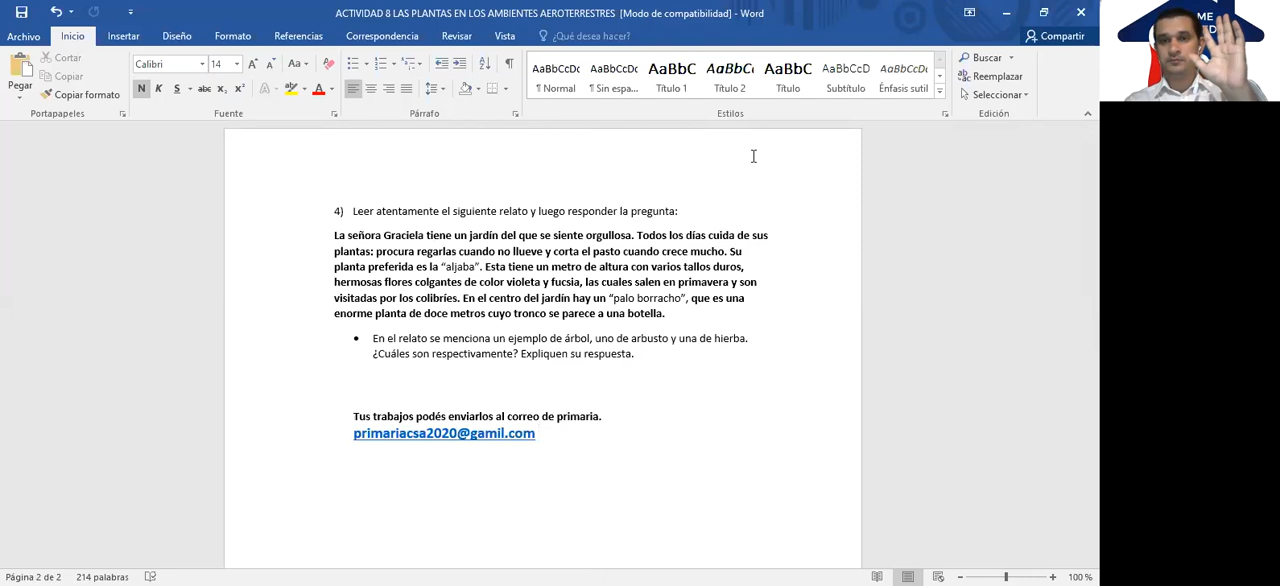 ACTIVIDAD 8 LAS PLANTAS EN LOS AMBIENTES AEROTERRESTRES [Modo de compatibilidad] - Word
Archivo Inicio Insertar Diseño Formato Referencias Correspondencia Revisar Vista ¿Qué desea hacer? Compartir
Pegar
Cortar
Copiar
Copiar formato
Portapapeles
Calibri 14
N K S abc x₂ x²
Fuente
Párrafo
AaBbCcDc AaBbCcDc AaBbC AaBbCı AaBbC AaBbCcD AaBbCcDı
¶ Normal ¶ Sin espa... Título 1 Título 2 Título Subtítulo Énfasis sutil
Estilos
Buscar
Reemplazar
Seleccionar
Edición
ME
ED
4) Leer atentamente el siguiente relato y luego responder la pregunta:
La señora Graciela tiene un jardín del que se siente orgullosa. Todos los días cuida de sus
plantas: procura regarlas cuando no llueve y corta el pasto cuando crece mucho. Su
planta preferida es la “aljaba”. Esta tiene un metro de altura con varios tallos duros,
hermosas flores colgantes de color violeta y fucsia, las cuales salen en primavera y son
visitadas por los colibríes. En el centro del jardín hay un “palo borracho”, que es una
enorme planta de doce metros cuyo tronco se parece a una botella.
• En el relato se menciona un ejemplo de árbol, uno de arbusto y una de hierba.
¿Cuáles son respectivamente? Expliquen su respuesta.
Tus trabajos podés enviarlos al correo de primaria.
primariacsa2020@gamil.com
Página 2 de 2 214 palabras 100 %